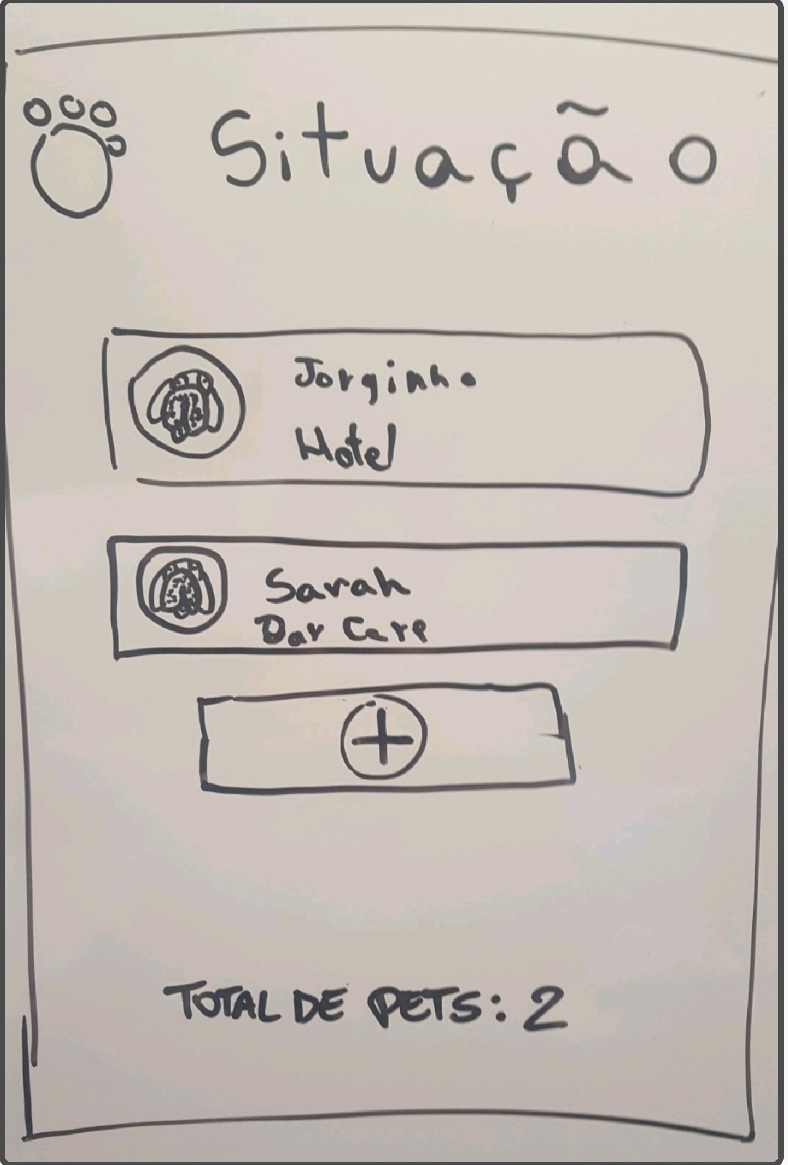 Situação
Jorginho
Hotel
Sarah
Day Care
TOTAL DE PETS: 2